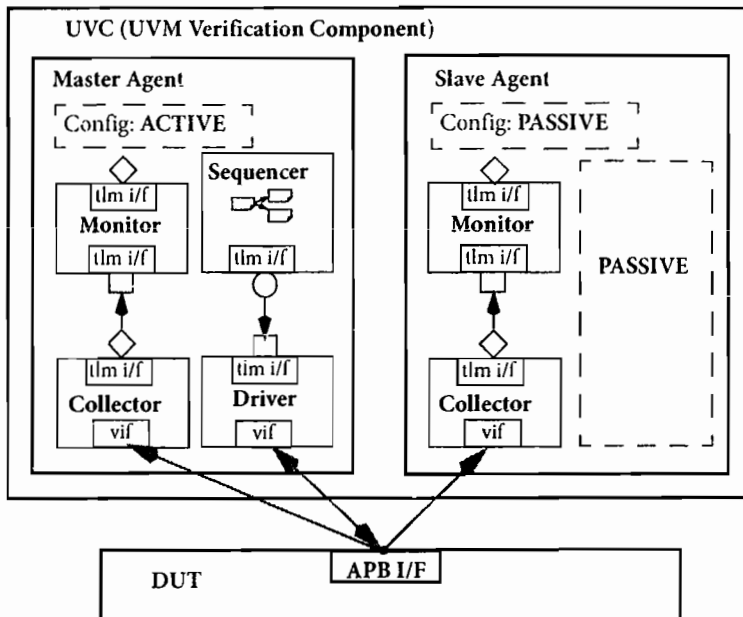 UVC (UVM Verification Component)
Master Agent
Config: ACTIVE
tlm i/f
Monitor
tlm i/f
Sequencer
tlm i/f
tlm i/f
Collector
vif
tlm i/f
Driver
vif
Slave Agent
Config: PASSIVE
tlm i/f
Monitor
tlm i/f
tlm i/f
Collector
vif
PASSIVE
DUT
APB I/F